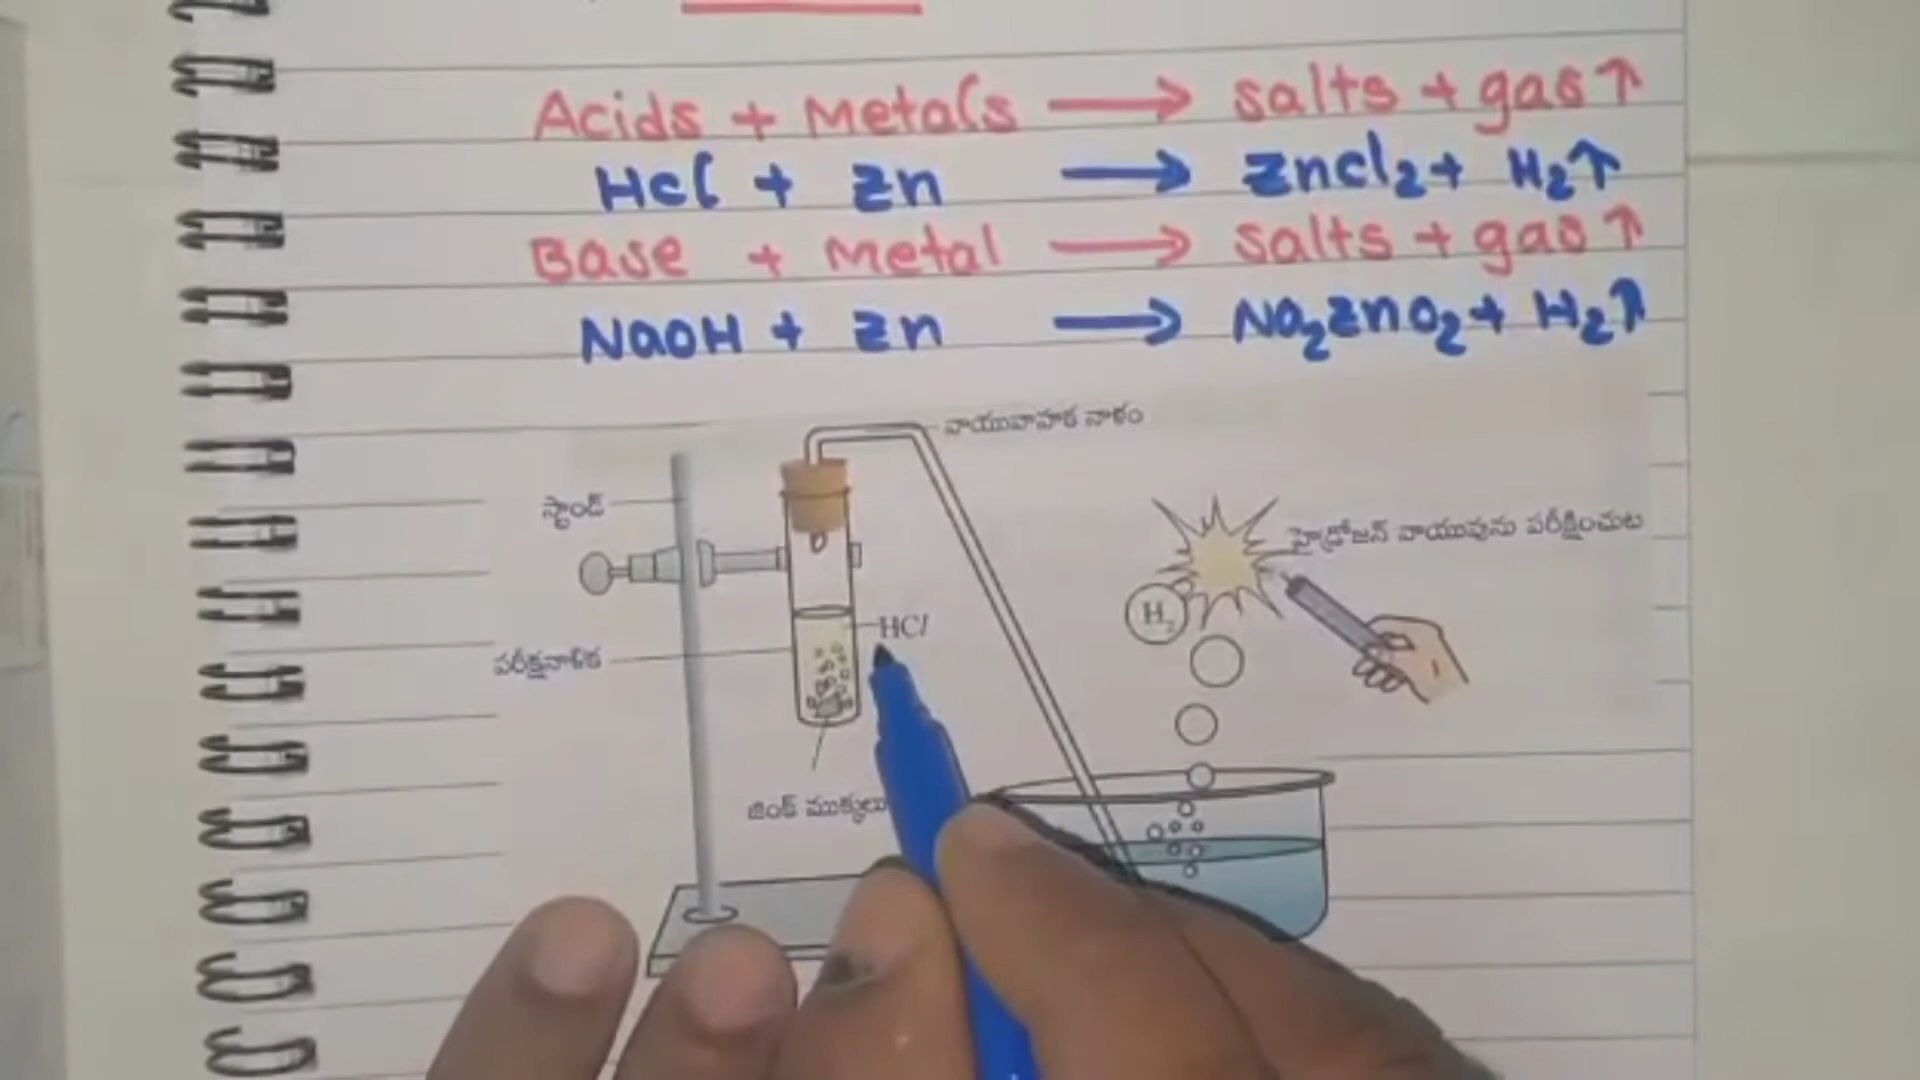 Acids + Metals → salts + gas↑
HCl + Zn → ZnCl₂ + H₂↑
Base + Metal → salts + gas↑
NaOH + Zn → Na₂ZnO₂ + H₂↑
వాయువాహక నాళం
స్టాండ్
హైడ్రోజన్ వాయువును పరీక్షించుట
H₂
HCl
పరీక్షనాళిక
జింక్ ముక్కలు